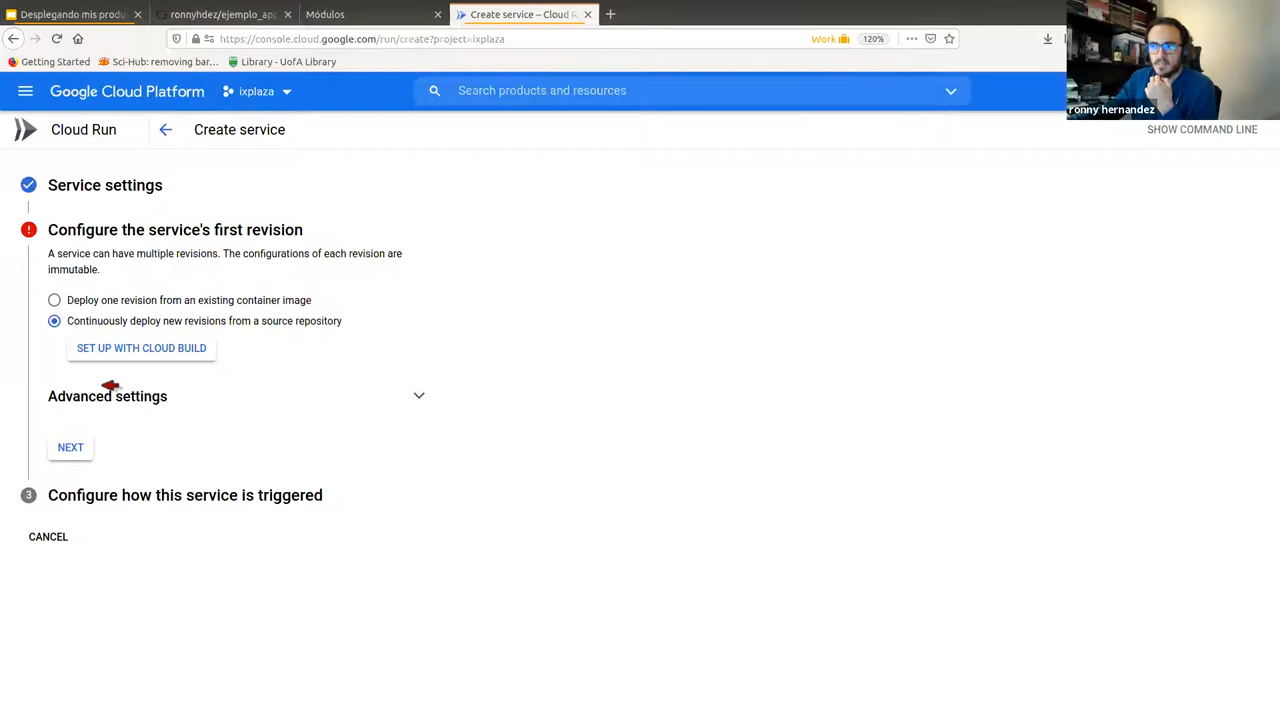 Desplegando mis produ
ronnyhdez/ejemplo_app
Módulos
Create service – Cloud R
https://console.cloud.google.com/run/create?project=ixplaza
Work
120%
Getting Started
Sci-Hub: removing bar…
Library - UofA Libraries
Google Cloud Platform
ixplaza
Search products and resources
ronny hernandez
Cloud Run
Create service
SHOW COMMAND LINE
Service settings
Configure the service's first revision
A service can have multiple revisions. The configurations of each revision are
immutable.
Deploy one revision from an existing container image
Continuously deploy new revisions from a source repository
SET UP WITH CLOUD BUILD
Advanced settings
NEXT
3
Configure how this service is triggered
CANCEL